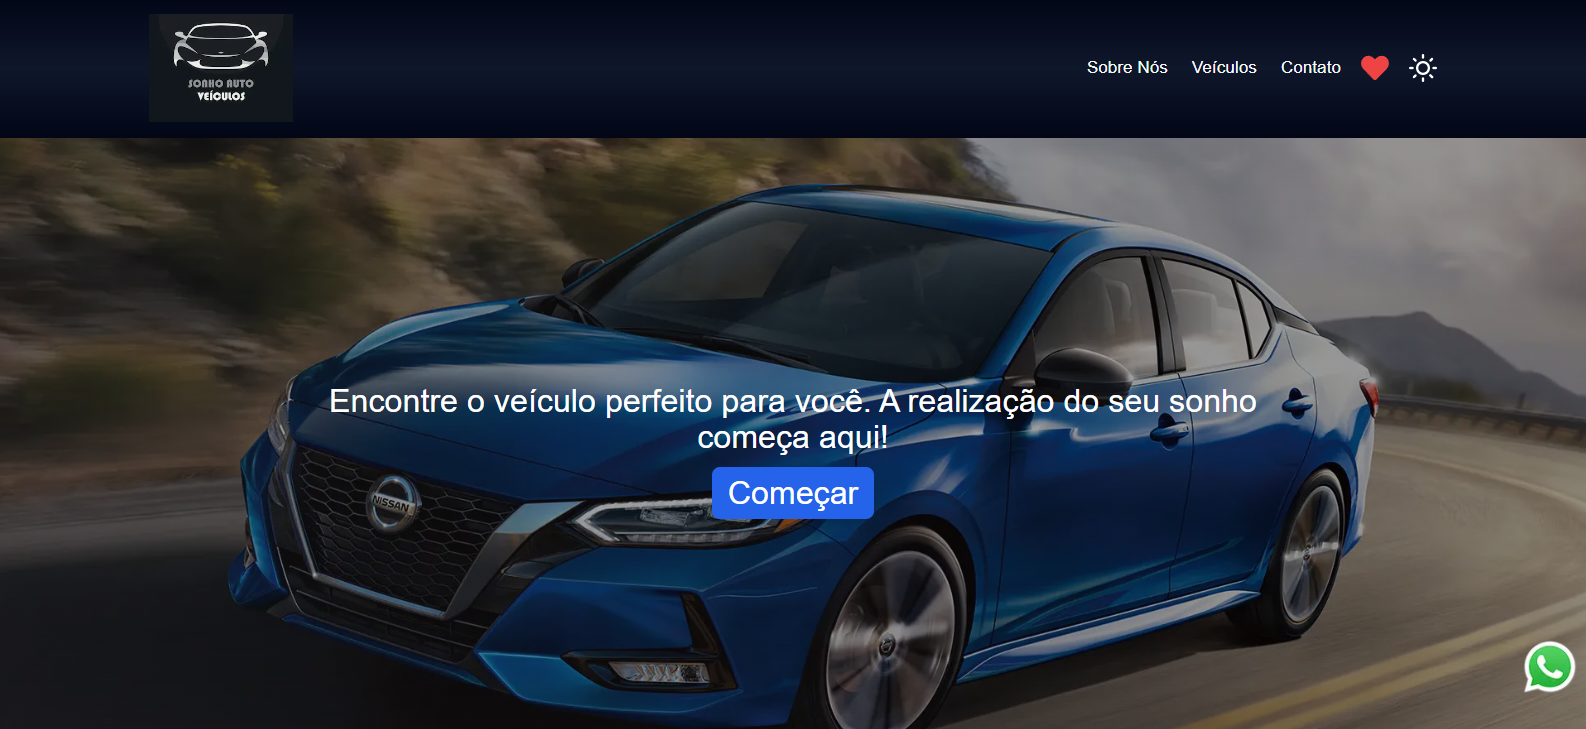 SONHO AUTO
VEÍCULOS
Sobre Nós
Veículos
Contato
Encontre o veículo perfeito para você. A realização do seu sonho
começa aqui!
Começar
NISSAN